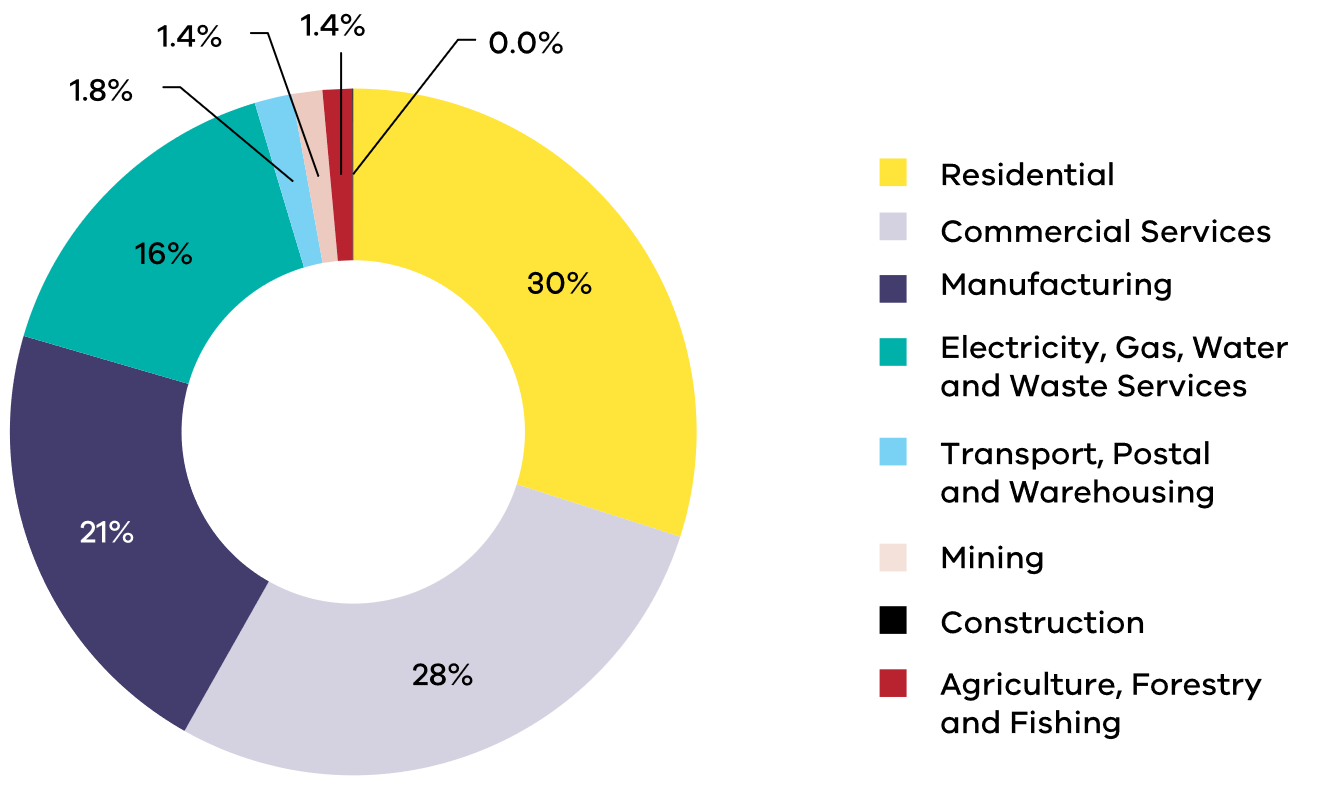 1.4%
1.4%
0.0%
1.8%
16%
30%
21%
28%
Residential
Commercial Services
Manufacturing
Electricity, Gas, Water
and Waste Services
Transport, Postal
and Warehousing
Mining
Construction
Agriculture, Forestry
and Fishing